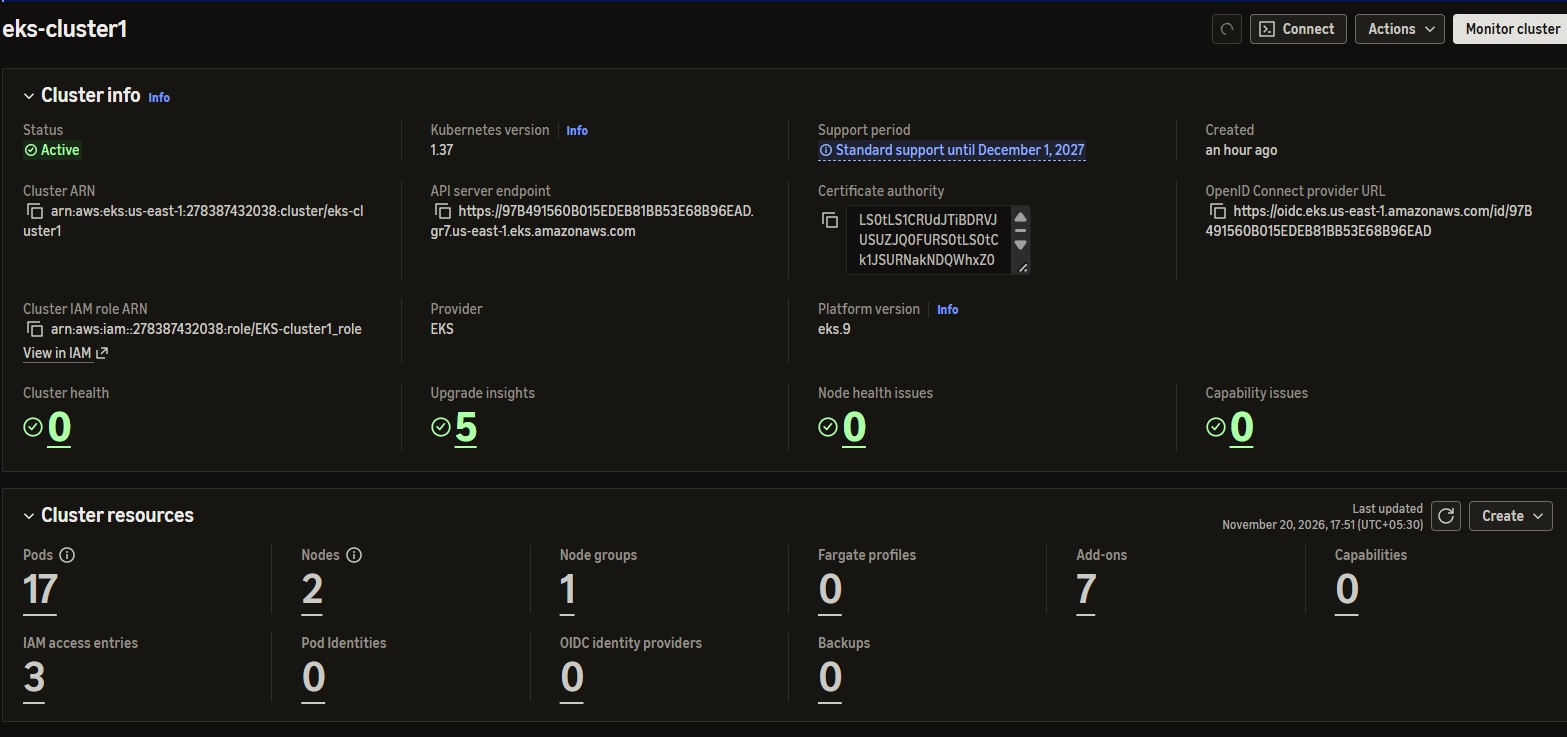 eks-cluster1
Connect
Actions
Monitor cluster
Cluster info Info
Status
Active
Kubernetes version Info
1.37
Support period
Standard support until December 1, 2027
Created
an hour ago
Cluster ARN
arn:aws:eks:us-east-1:278387432038:cluster/eks-cl
uster1
API server endpoint
https://97B491560B015EDEB81BB53E68B96EAD.
gr7.us-east-1.eks.amazonaws.com
Certificate authority
LS0tLS1CRUdJTiBDRVJ
USUZJQ0FURS0tLS0tC
k1JSURNakNDQWhxZ0
OpenID Connect provider URL
https://oidc.eks.us-east-1.amazonaws.com/id/97B
491560B015EDEB81BB53E68B96EAD
Cluster IAM role ARN
arn:aws:iam::278387432038:role/EKS-cluster1_role
View in IAM
Provider
EKS
Platform version Info
eks.9
Cluster health
0
Upgrade insights
5
Node health issues
0
Capability issues
0
Cluster resources
Last updated
November 20, 2026, 17:51 (UTC+05:30)
Create
Pods
17
Nodes
2
Node groups
1
Fargate profiles
0
Add-ons
7
Capabilities
0
IAM access entries
3
Pod Identities
0
OIDC identity providers
0
Backups
0